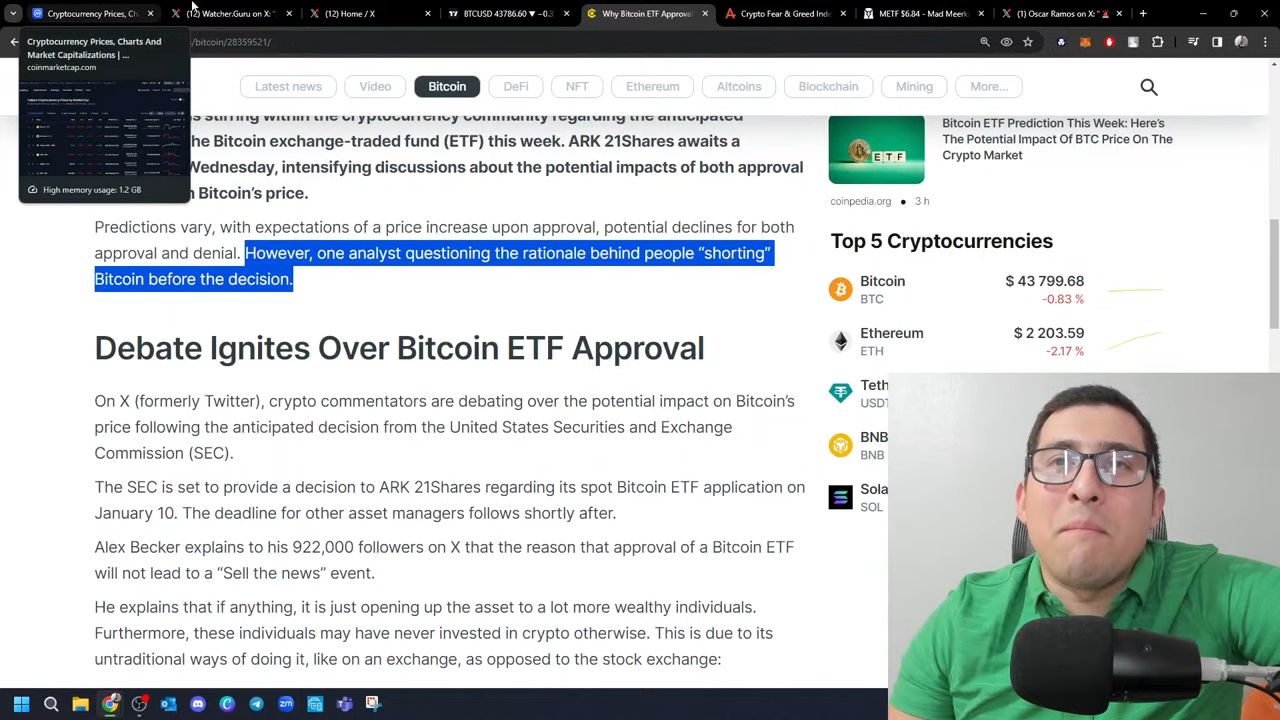 Cryptocurrency Prices, Cha
(12) Watcher.Guru on X: "
(12) Home / X
BTCUSD 43786.60 ▼ −0.3
Why Bitcoin ETF Approval
Crypto Fear & Greed Inde
METF $6.84 - Mad Meerk
(1) Oscar Ramos on X: "
/bitcoin/28359521/
Cryptocurrency Prices, Charts And
Market Capitalizations | ...
coinmarketcap.com
High memory usage: 1.2 GB
Latest news
Video
Bitcoin
DeFi
NFT
Ethereum
Altcoins
Blockchain
Mining
More...
the Bitcoin exchange-traded fund (ETF) this week. ARK 21Shares awaits a
Wednesday, intensifying discussions about the potential impacts of both approval
n Bitcoin's price.
Predictions vary, with expectations of a price increase upon approval, potential declines for both
approval and denial. However, one analyst questioning the rationale behind people “shorting”
Bitcoin before the decision.
Debate Ignites Over Bitcoin ETF Approval
On X (formerly Twitter), crypto commentators are debating over the potential impact on Bitcoin’s
price following the anticipated decision from the United States Securities and Exchange
Commission (SEC).
The SEC is set to provide a decision to ARK 21Shares regarding its spot Bitcoin ETF application on
January 10. The deadline for other asset managers follows shortly after.
Alex Becker explains to his 922,000 followers on X that the reason that approval of a Bitcoin ETF
will not lead to a “Sell the news” event.
He explains that if anything, it is just opening up the asset to a lot more wealthy individuals.
Furthermore, these individuals may have never invested in crypto otherwise. This is due to its
untraditional ways of doing it, like on an exchange, as opposed to the stock exchange:
ETF
Bitcoin Price Prediction This Week: Here’s
The Potential Impact Of BTC Price On The
Crypto Market
coinpedia.org • 3 h
Top 5 Cryptocurrencies
Bitcoin $ 43 799.68
BTC -0.83 %
Ethereum $ 2 203.59
ETH -2.17 %
Teth
USDT
BNB
BNB
Sola
SOL